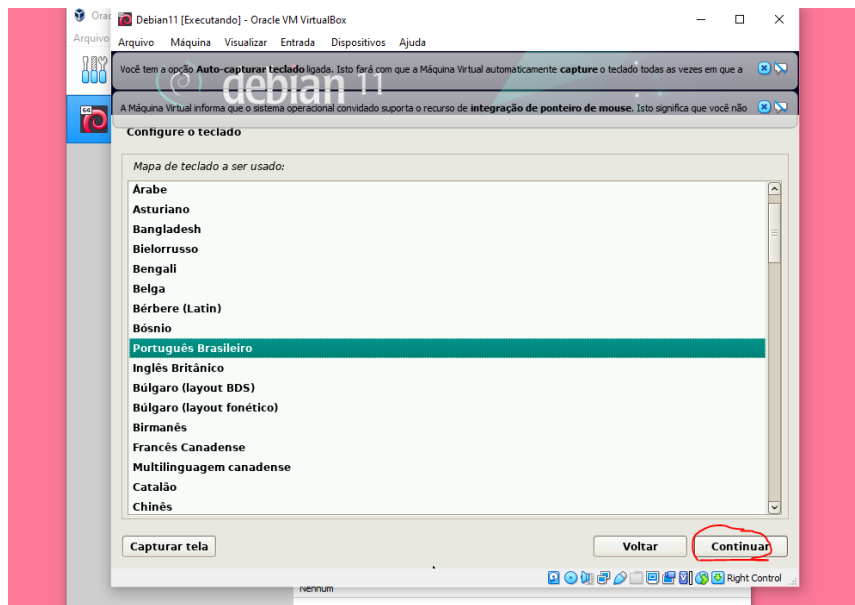 Orac
Debian11 [Executando] - Oracle VM VirtualBox
Arquivo
Arquivo Máquina Visualizar Entrada Dispositivos Ajuda
Você tem a opção Auto-capturar teclado ligada. Isto fará com que a Máquina Virtual automaticamente capture o teclado todas as vezes em que a
debian 11
A Máquina Virtual informa que o sistema operacional convidado suporta o recurso de integração de ponteiro de mouse. Isto significa que você não
64
Configure o teclado
Mapa de teclado a ser usado:
Árabe
Asturiano
Bangladesh
Bielorrusso
Bengali
Belga
Bérbere (Latin)
Bósnio
Português Brasileiro
Inglês Britânico
Búlgaro (layout BDS)
Búlgaro (layout fonético)
Birmanês
Francês Canadense
Multilinguagem canadense
Catalão
Chinês
Capturar tela
Voltar
Continuar
Right Control
Nenhum